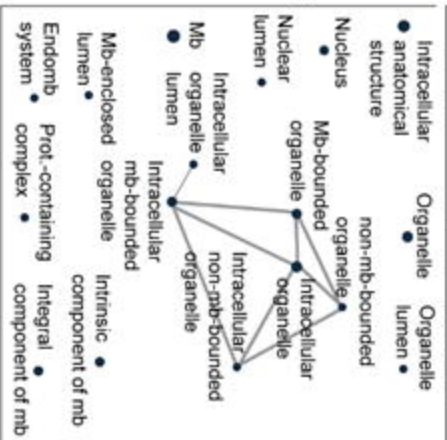 Intracellular
anatomical
structure
Organelle
Organelle
lumen
Nucleus
non-mb-bounded
organelle
Nuclear
lumen
Mb-bounded
organelle
Intracellular
organelle
Mb
Intracellular
organelle
lumen
Intracellular
non-mb-bounded
organelle
Intracellular
mb-bounded
organelle
Mb-enclosed
lumen
Intrinsic
component of mb
Endomb
system
Prot.-containing
complex
Integral
component of mb